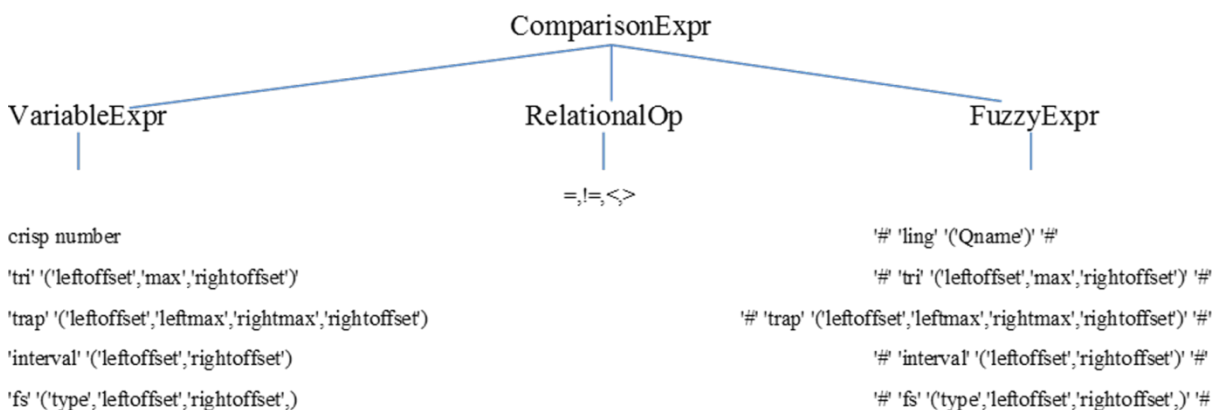 ComparisonExpr
VariableExpr RelationalOp FuzzyExpr
=,!=,<,>
crisp number '#' 'ling' '('Qname')' '#'
'tri' '('leftoffset','max','rightoffset')' '#' 'tri' '('leftoffset','max','rightoffset')' '#'
'trap' '('leftoffset','leftmax','rightmax','rightoffset') '#' 'trap' '('leftoffset','leftmax','rightmax','rightoffset')' '#'
'interval' '('leftoffset','rightoffset') '#' 'interval' '('leftoffset','rightoffset')' '#'
'fs' '('type','leftoffset','rightoffset',) '#' 'fs' '('type','leftoffset','rightoffset',)' '#